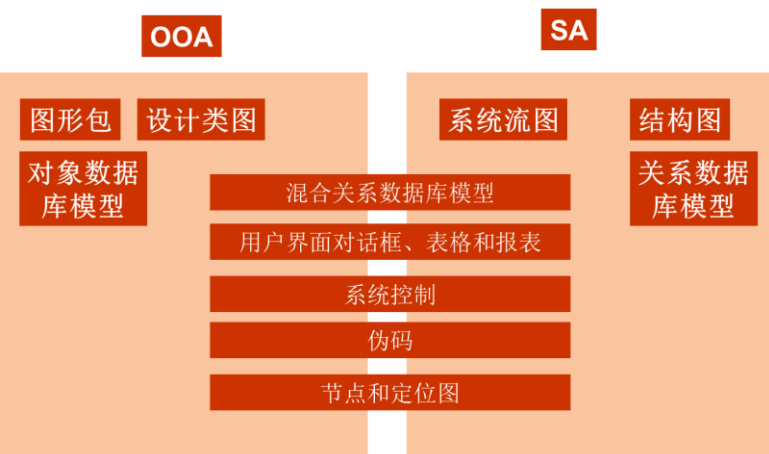 OOA
SA
图形包
设计类图
系统流图
结构图
对象数据
库模型
关系数据
库模型
混合关系数据库模型
用户界面对话框、表格和报表
系统控制
伪码
节点和定位图